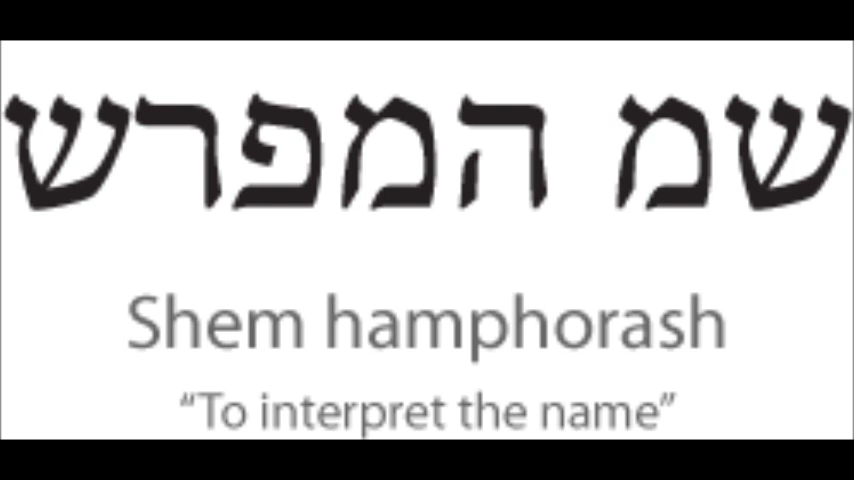 שמ המפרש
Shem hamphorash
“To interpret the name”